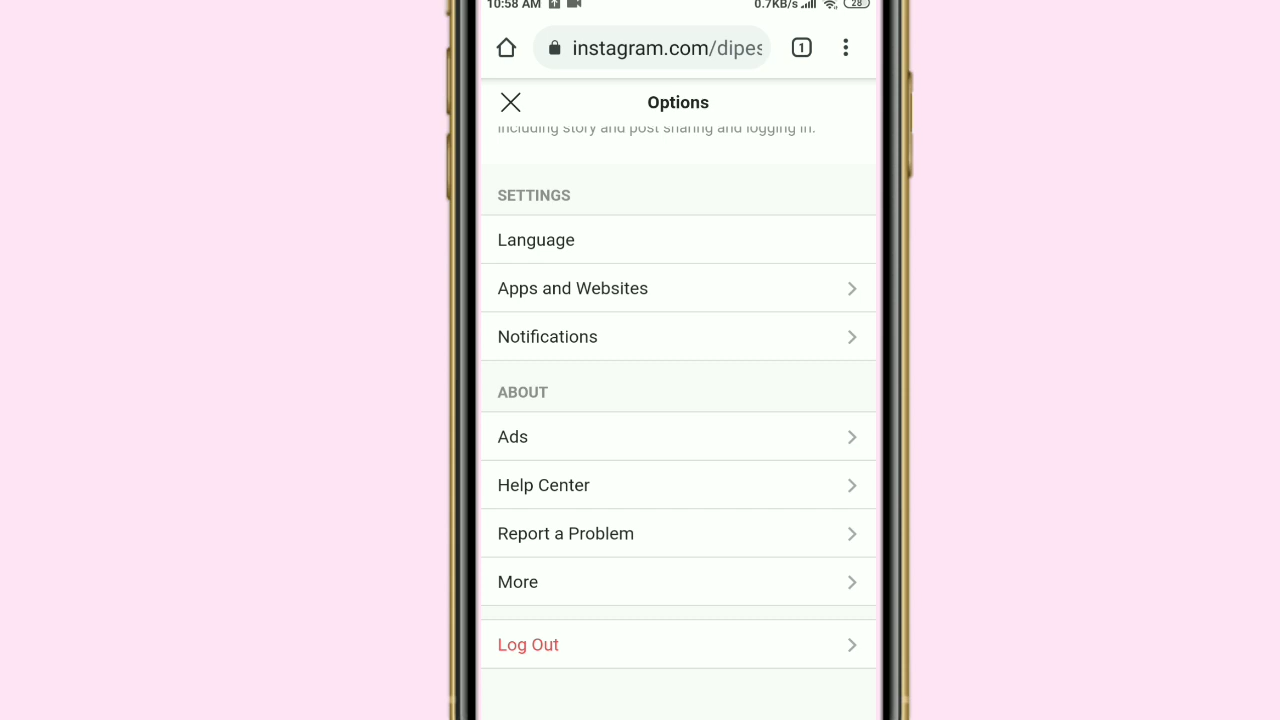 10:58 AM 0.7KB/s 28
instagram.com/dipes 1
Options
including story and post sharing and logging in.
SETTINGS
Language
Apps and Websites
Notifications
ABOUT
Ads
Help Center
Report a Problem
More
Log Out